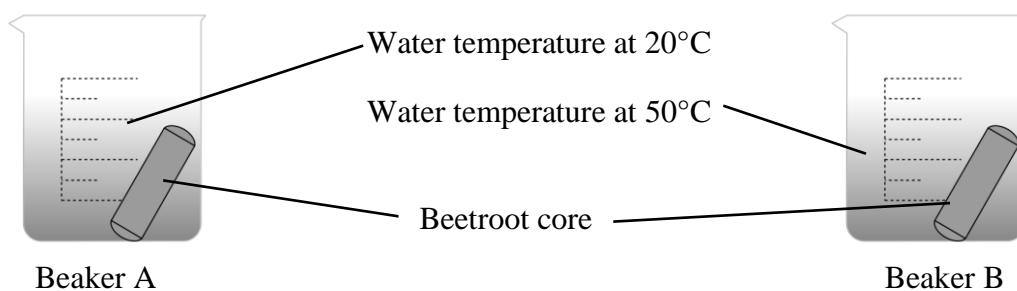 Water temperature at 20°C
Water temperature at 50°C
Beetroot core
Beaker A
Beaker B